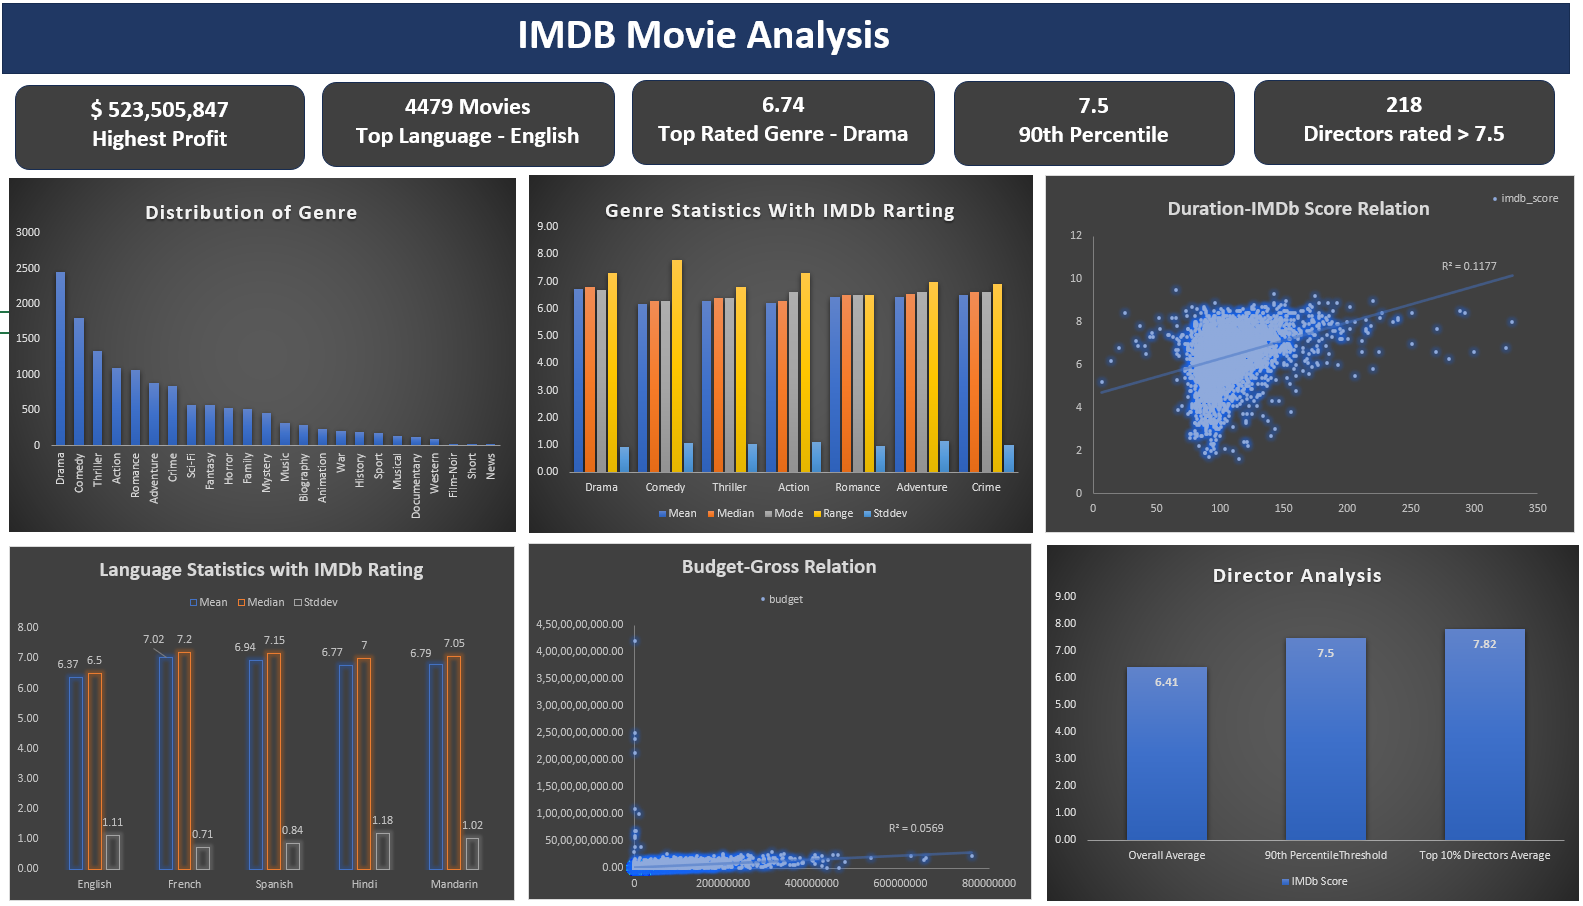 IMDB Movie Analysis
$ 523,505,847
Highest Profit
4479 Movies
Top Language - English
6.74
Top Rated Genre - Drama
7.5
90th Percentile
218
Directors rated > 7.5
Distribution of Genre
3000
2500
2000
1500
1000
500
0
Drama
Comedy
Thriller
Action
Romance
Adventure
Crime
Sci-Fi
Fantasy
Horror
Family
Mystery
Music
Biography
Animation
War
History
Sport
Musical
Documentary
Western
Film-Noir
Short
News
Genre Statistics With IMDb Rarting
9.00
8.00
7.00
6.00
5.00
4.00
3.00
2.00
1.00
0.00
Drama Comedy Thriller Action Romance Adventure Crime
Mean Median Mode Range Stddev
Duration-IMDb Score Relation
imdb_score
12
10
8
6
4
2
0
R² = 0.1177
0 50 100 150 200 250 300 350
Language Statistics with IMDb Rating
Mean Median Stddev
8.00
7.00
6.00
5.00
4.00
3.00
2.00
1.00
0.00
6.37 6.5 1.11
7.02 7.2 0.71
6.94 7.15 0.84
6.77 7 1.18
6.79 7.05 1.02
English French Spanish Hindi Mandarin
Budget-Gross Relation
budget
4,50,00,00,000.00
4,00,00,00,000.00
3,50,00,00,000.00
3,00,00,00,000.00
2,50,00,00,000.00
2,00,00,00,000.00
1,50,00,00,000.00
1,00,00,00,000.00
50,00,00,000.00
0.00
R² = 0.0569
0 200000000 400000000 600000000 800000000
Director Analysis
9.00
8.00
7.00
6.00
5.00
4.00
3.00
2.00
1.00
0.00
6.41
7.5
7.82
Overall Average 90th PercentileThreshold Top 10% Directors Average
IMDb Score